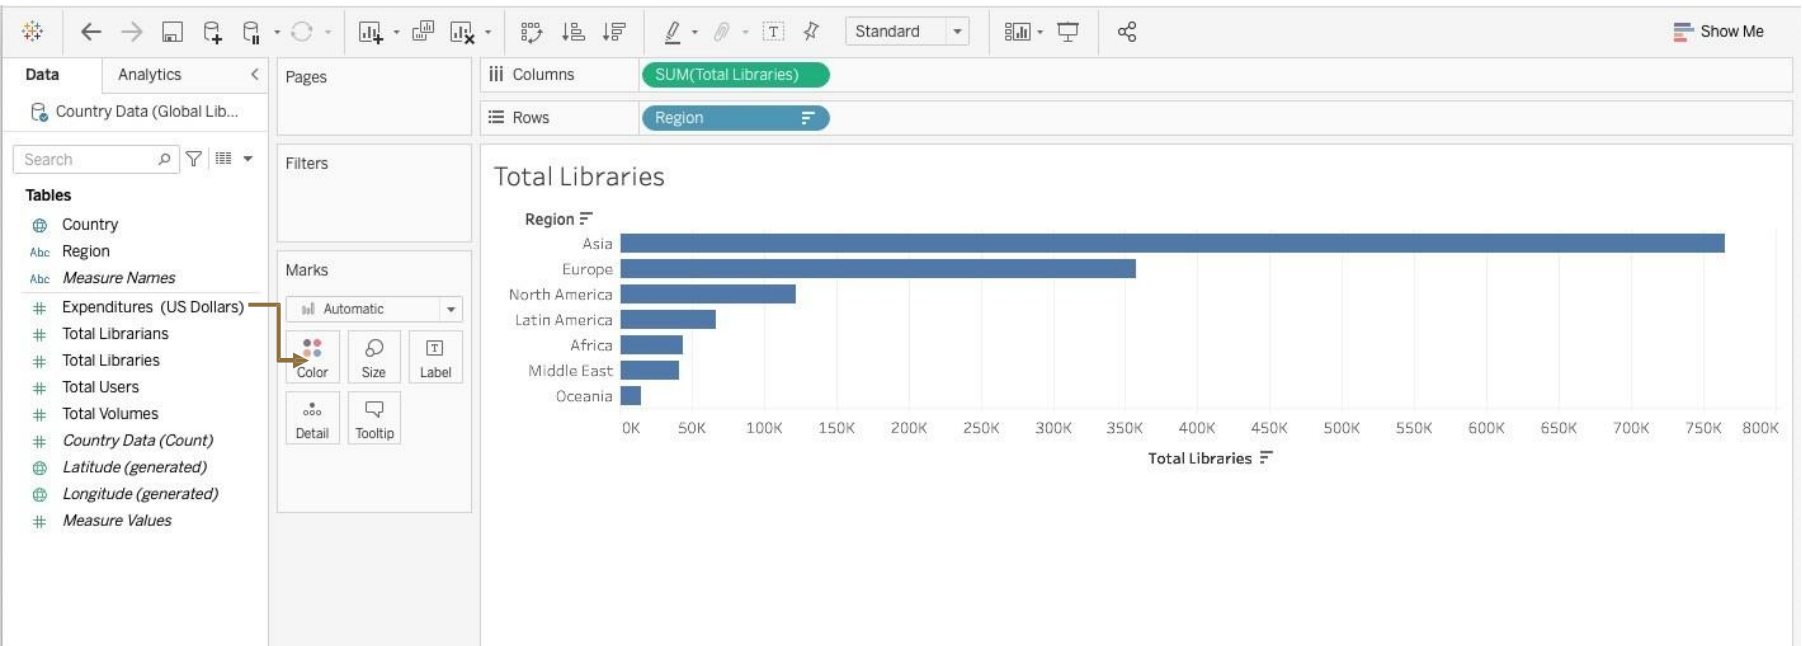 Standard
Show Me
Data
Analytics
Country Data (Global Lib...
Search
Tables
Country
Abc Region
Abc Measure Names
# Expenditures (US Dollars)
# Total Librarians
# Total Libraries
# Total Users
# Total Volumes
# Country Data (Count)
Latitude (generated)
Longitude (generated)
# Measure Values
Pages
Filters
Marks
Automatic
Color
Size
T
Label
Detail
Tooltip
Columns
SUM(Total Libraries)
Rows
Region
Total Libraries
Region
Asia
Europe
North America
Latin America
Africa
Middle East
Oceania
0K 50K 100K 150K 200K 250K 300K 350K 400K 450K 500K 550K 600K 650K 700K 750K 800K
Total Libraries